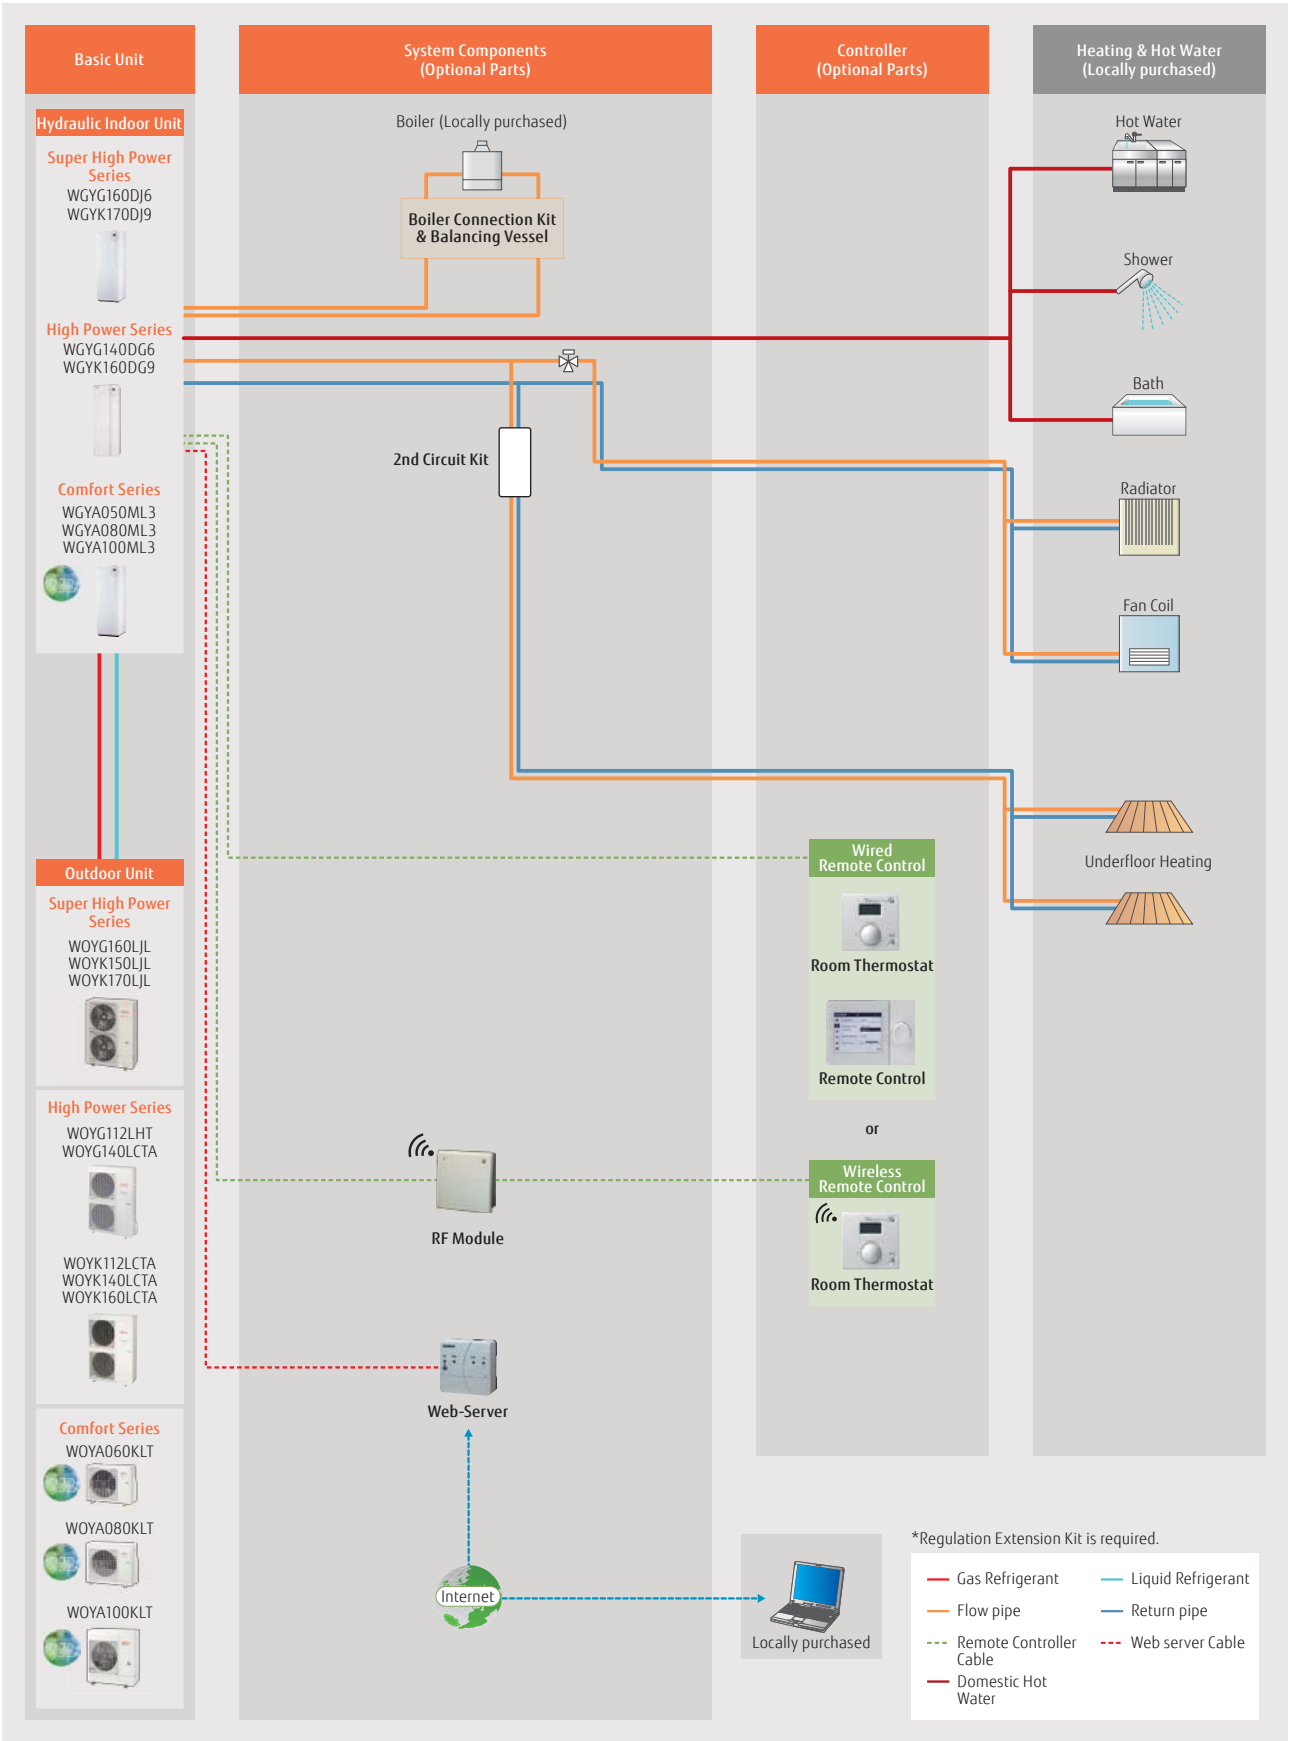 Basic Unit
System Components
(Optional Parts)
Controller
(Optional Parts)
Heating & Hot Water
(Locally purchased)
Hydraulic Indoor Unit
Super High Power
Series
WGYG160DJ6
WGYK170DJ9
High Power Series
WGYG140DG6
WGYK160DG9
Comfort Series
WGYA050ML3
WGYA080ML3
WGYA100ML3
Outdoor Unit
Super High Power
Series
WOYG160LJL
WOYK150LJL
WOYK170LJL
High Power Series
WOYG112LHT
WOYG140LCTA
WOYK112LCTA
WOYK140LCTA
WOYK160LCTA
Comfort Series
WOYA060KLT
WOYA080KLT
WOYA100KLT
Boiler (Locally purchased)
Boiler Connection Kit
& Balancing Vessel
2nd Circuit Kit
RF Module
Web-Server
Internet
Wired
Remote Control
Room Thermostat
Remote Control
or
Wireless
Remote Control
Room Thermostat
Locally purchased
Hot Water
Shower
Bath
Radiator
Fan Coil
Underfloor Heating
*Regulation Extension Kit is required.
Gas Refrigerant
Liquid Refrigerant
Flow pipe
Return pipe
Remote Controller
Cable
Web server Cable
Domestic Hot
Water